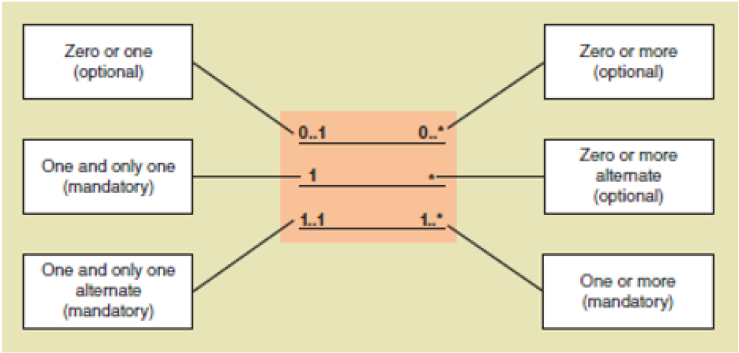 Zero or one
(optional)
Zero or more
(optional)
0..1
0..*
One and only one
(mandatory)
1
*
Zero or more
alternate
(optional)
1..1
1..*
One and only one
alternate
(mandatory)
One or more
(mandatory)